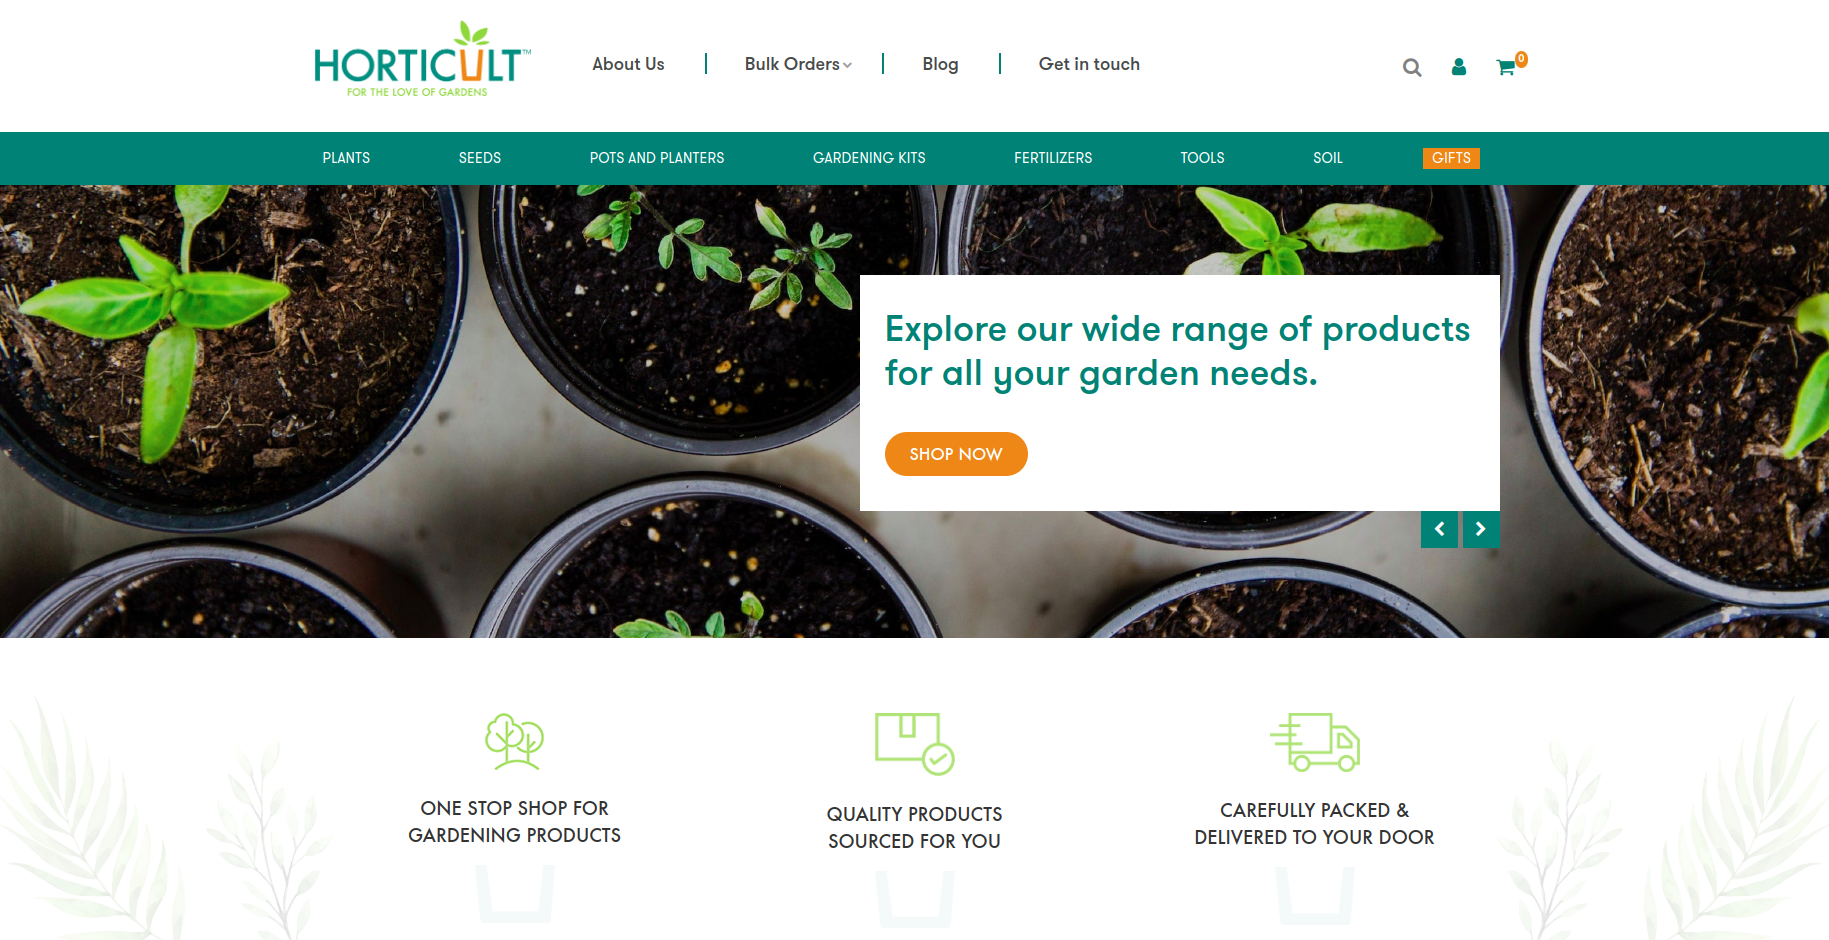 HORTICULT™
FOR THE LOVE OF GARDENS
About Us
Bulk Orders
Blog
Get in touch
0
PLANTS
SEEDS
POTS AND PLANTERS
GARDENING KITS
FERTILIZERS
TOOLS
SOIL
GIFTS
Explore our wide range of products
for all your garden needs.
SHOP NOW
ONE STOP SHOP FOR
GARDENING PRODUCTS
QUALITY PRODUCTS
SOURCED FOR YOU
CAREFULLY PACKED &
DELIVERED TO YOUR DOOR